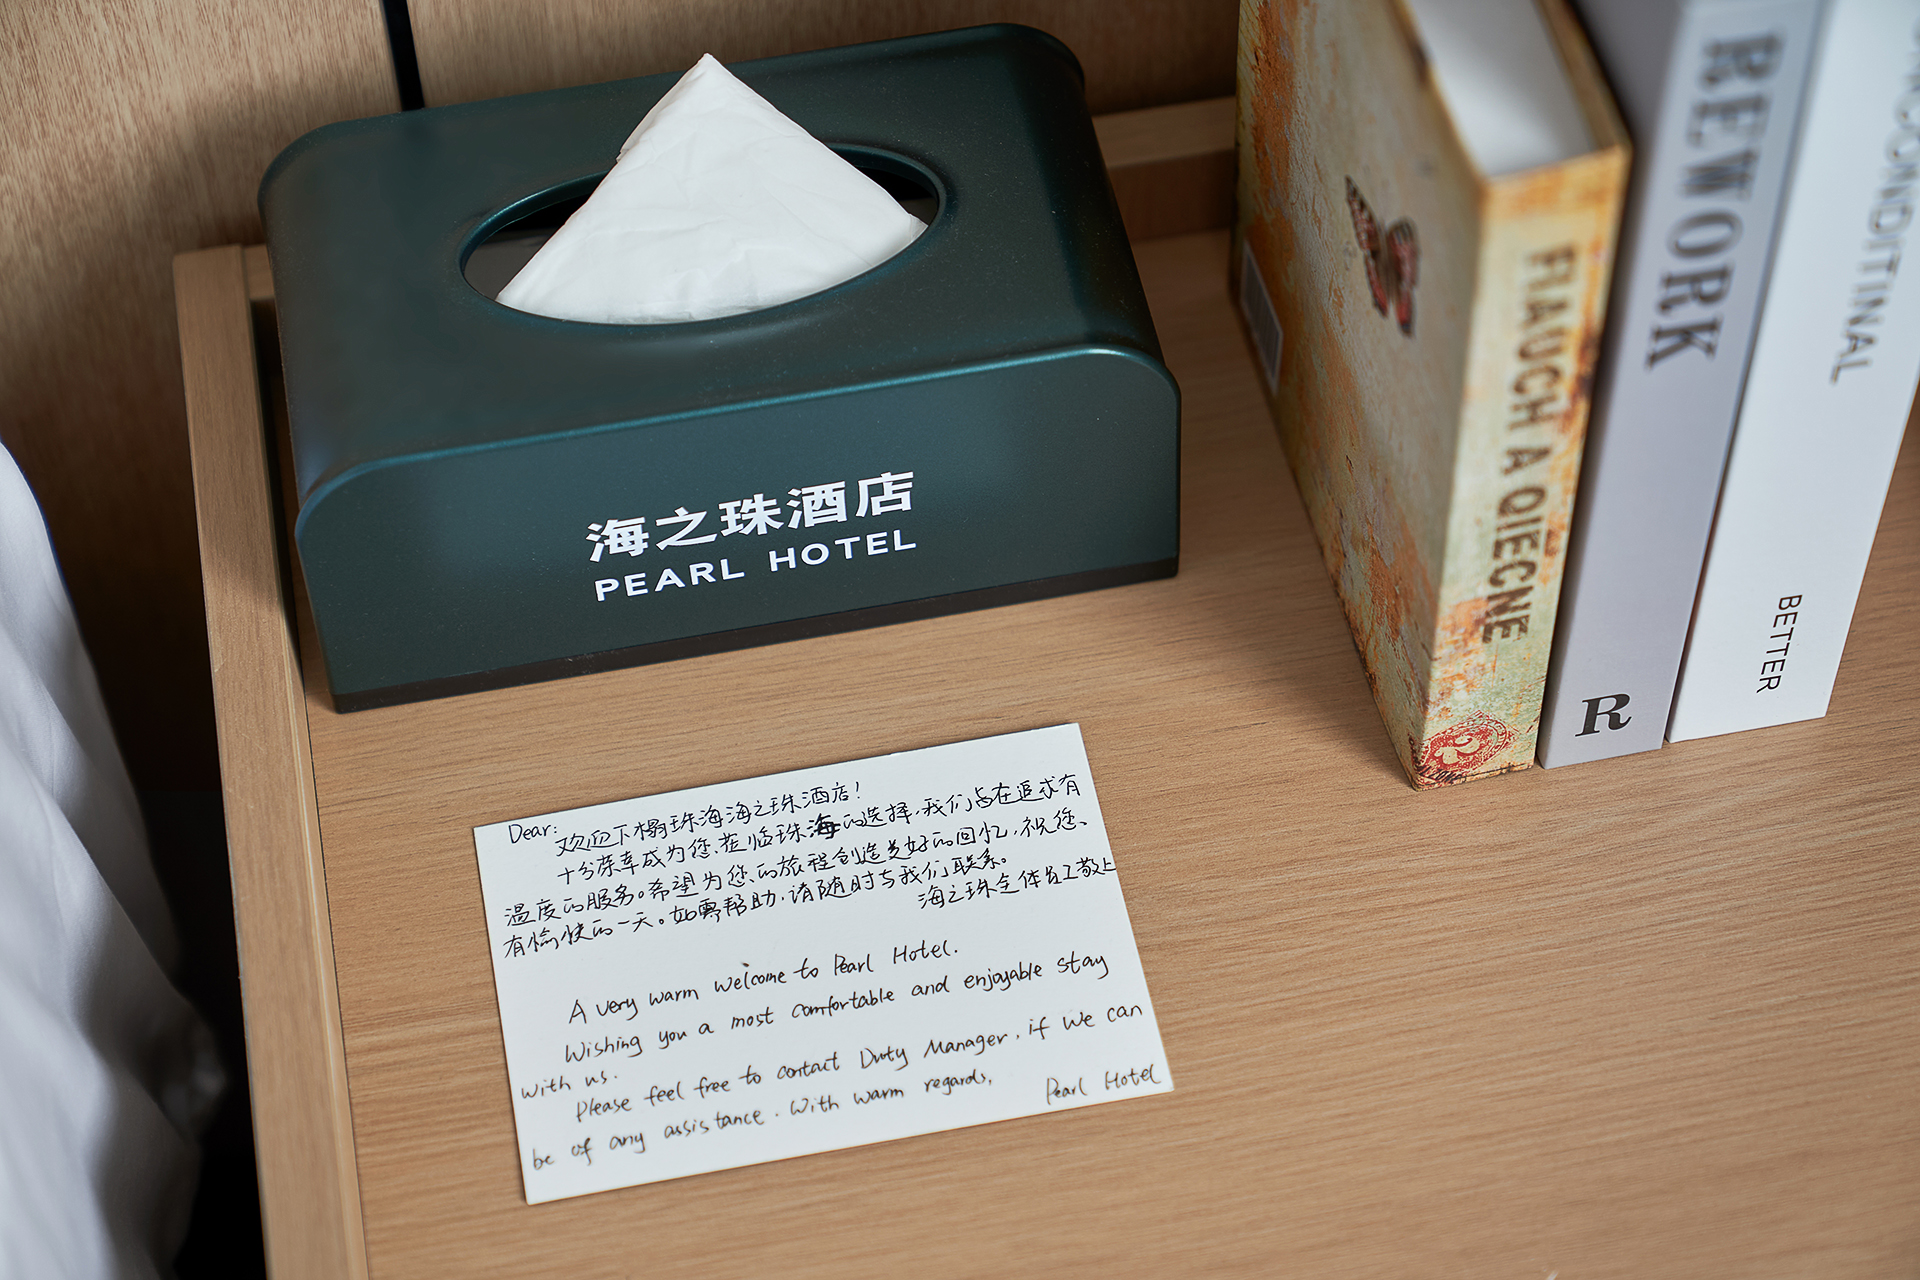 海之珠酒店
PEARL HOTEL
FIAUCH A QIECNE
REWORK
R
CONDITINAL
BETTER
Dear:
欢迎下榻珠海海之珠酒店!
十分荣幸成为您莅临珠海的选择,我们与在追求有
温度的服务。希望为您的旅程创造美好的回忆,祝您、
有愉快的一天。如需帮助,请随时与我们联系。
海之珠全体员工敬上
A very warm welcome to Pearl Hotel.
Wishing you a most comfortable and enjoyable stay
with us.
Please feel free to contact Duty Manager, if we can
be of any assistance. With warm regards,
Pearl Hotel